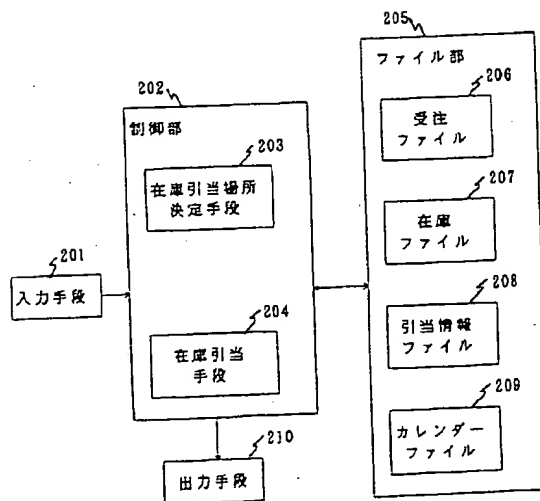 205
ファイル部
206
受注
ファイル
207
在庫
ファイル
208
引当情報
ファイル
209
カレンダー
ファイル
202
制御部
203
在庫引当場所
決定手段
204
在庫引当
手段
201
入力手段
210
出力手段